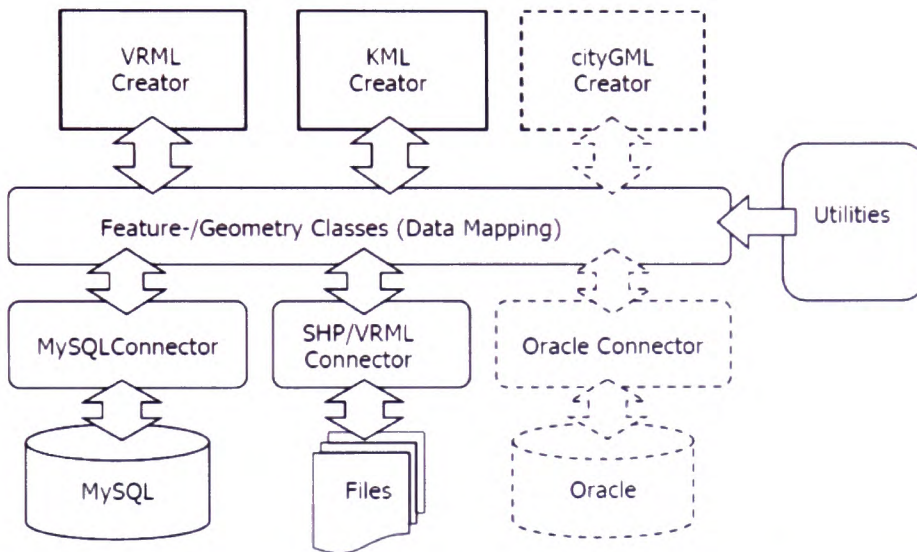 VRML
Creator
KML
Creator
cityGML
Creator
Feature-/Geometry Classes (Data Mapping)
Utilities
MySQLConnector
SHP/VRML
Connector
Oracle Connector
MySQL
Files
Oracle